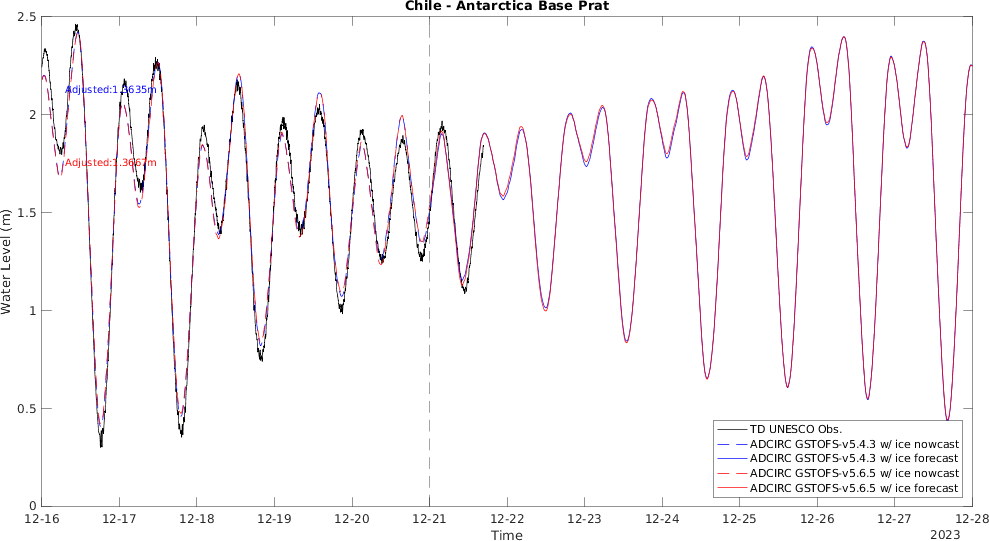 Chile - Antarctica Base Prat
2.5
2
1.5
1
0.5
0
Water Level (m)
Adjusted:1.3635m
Adjusted:1.3667m
TD UNESCO Obs.
ADCIRC GSTOFS-v5.4.3 w/ ice nowcast
ADCIRC GSTOFS-v5.4.3 w/ ice forecast
ADCIRC GSTOFS-v5.6.5 w/ ice nowcast
ADCIRC GSTOFS-v5.6.5 w/ ice forecast
12-16 12-17 12-18 12-19 12-20 12-21 12-22 12-23 12-24 12-25 12-26 12-27 12-28
Time
2023